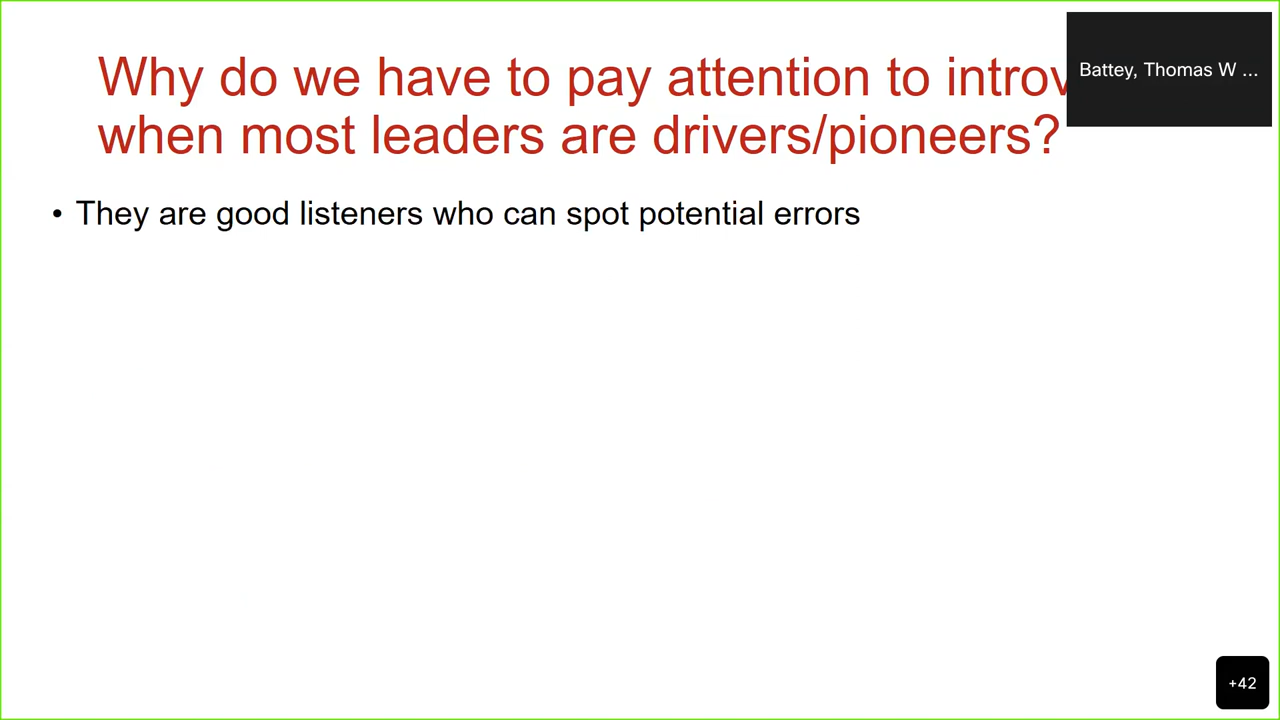 Why do we have to pay attention to
when most leaders are drivers/pioneers?
Battey, Thomas W ...
• They are good listeners who can spot potential errors
+42